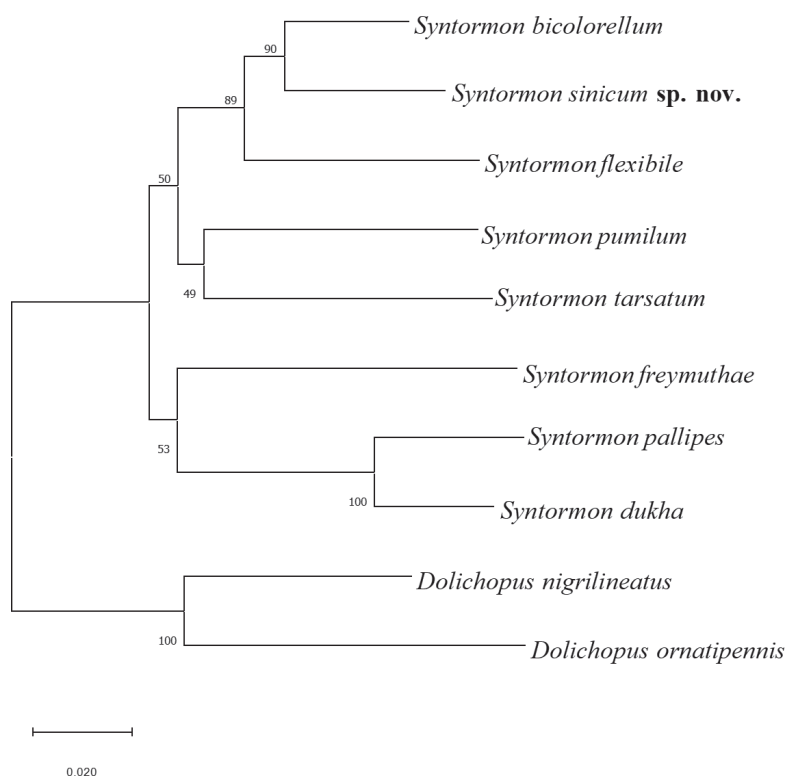 Syntormon bicolorellum
90
Syntormon sinicum sp. nov.
89
Syntormon flexibile
50
Syntormon pumilum
49
Syntormon tarsatum
Syntormon freymuthae
53
Syntormon pallipes
100
Syntormon dukha
Dolichopus nigrilineatus
100
Dolichopus ornatipennis
0.020